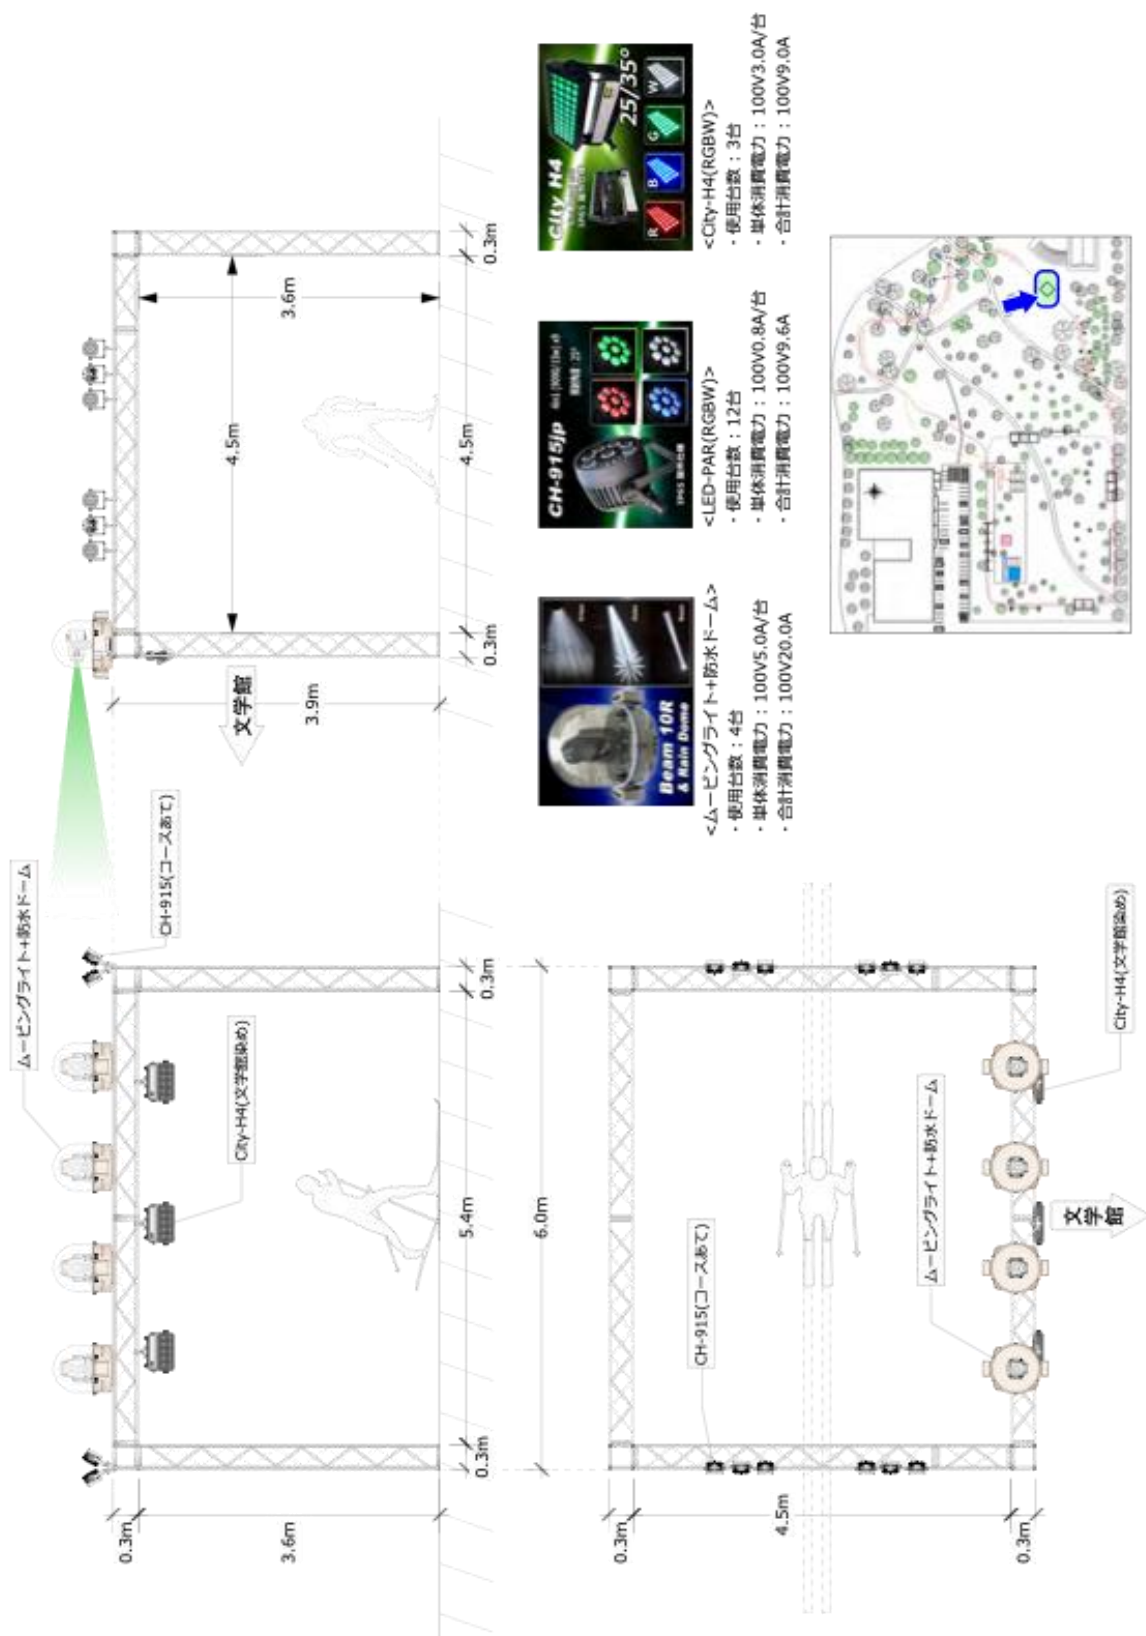 ムービングライト+防水ドーム
CH-915(コースあて)
City-H4(文学館染め)
0.3m
3.6m
0.3m
5.4m
0.3m
文学館
3.9m
4.5m
3.6m
0.3m
4.5m
0.3m
6.0m
CH-915(コースあて)
ムービングライト+防水ドーム
City-H4(文学館染め)
文学館
0.3m
4.5m
0.3m
Beam 10R
& Rain Dome
<ムービングライト+防水ドーム>
・使用台数：4台
・単体消費電力：100V5.0A/台
・合計消費電力：100V20.0A
CH-915jp
<LED-PAR(RGBW)>
・使用台数：12台
・単体消費電力：100V0.8A/台
・合計消費電力：100V9.6A
City H4
25/35°
R
B
G
W
<City-H4(RGBW)>
・使用台数：3台
・単体消費電力：100V3.0A/台
・合計消費電力：100V9.0A